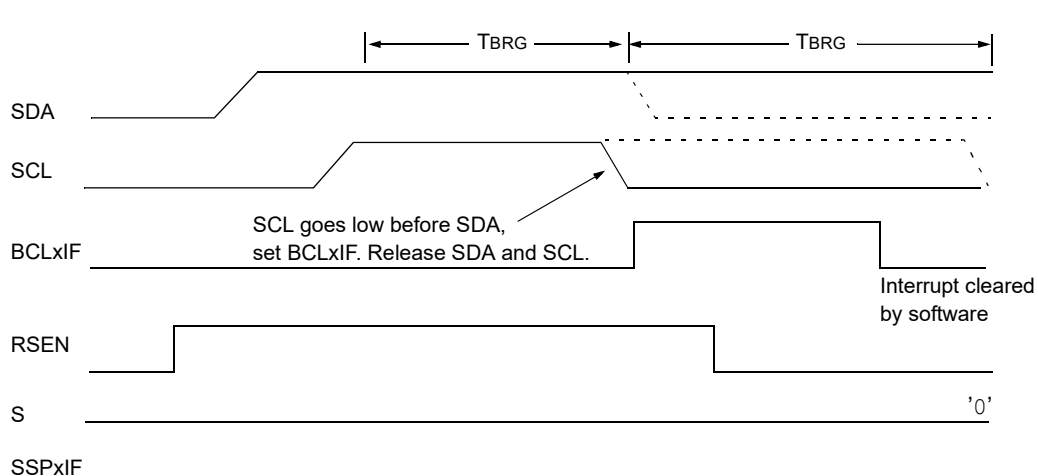 TBRG TBRG
SDA
SCL
SCL goes low before SDA,
set BCLxIF. Release SDA and SCL.
BCLxIF
Interrupt cleared
by software
RSEN
'0'
S
SSPxIF